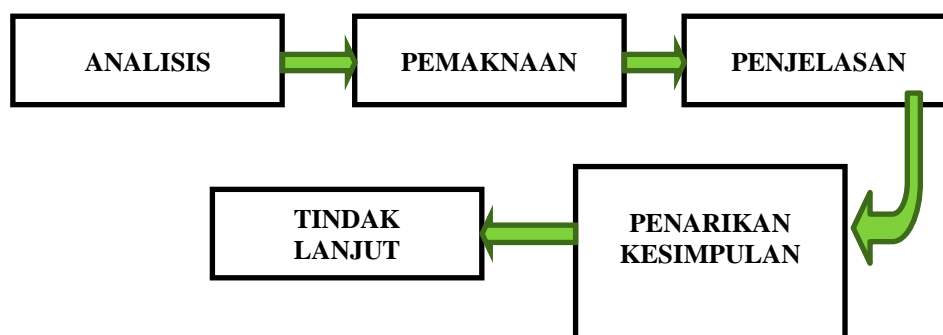 ANALISIS
PEMAKNAAN
PENJELASAN
PENARIKAN
KESIMPULAN
TINDAK
LANJUT